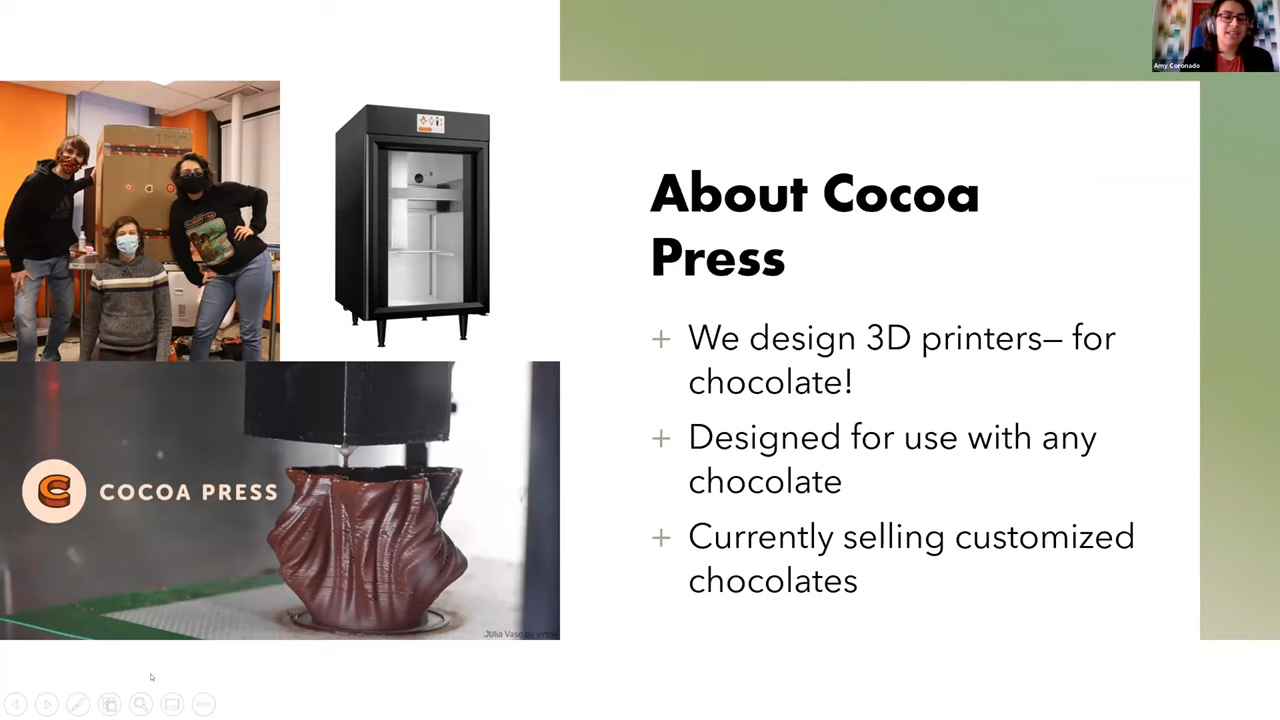 Amy Coronado
About Cocoa
Press
+ We design 3D printers– for
chocolate!
+ Designed for use with any
chocolate
+ Currently selling customized
chocolates
COCOA PRESS
Julia Vase by virtox